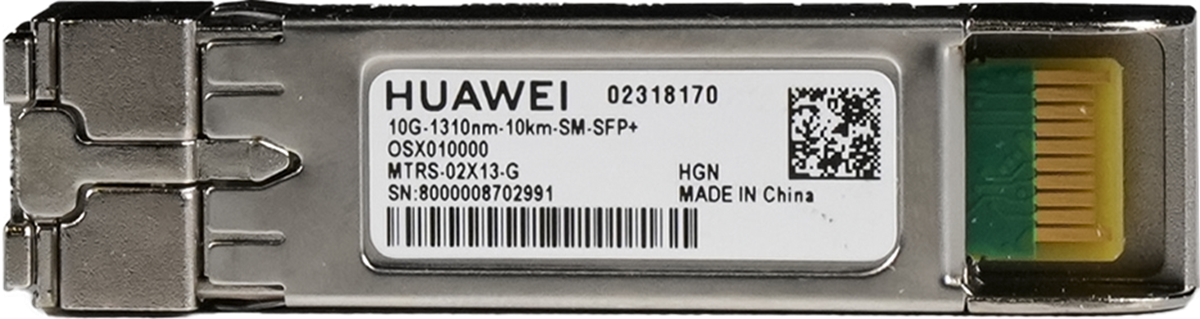 HUAWEI 02318170
10G-1310nm-10km-SM-SFP+
OSX010000
MTRS-02X13-G HGN
SN:8000008702991 MADE IN China